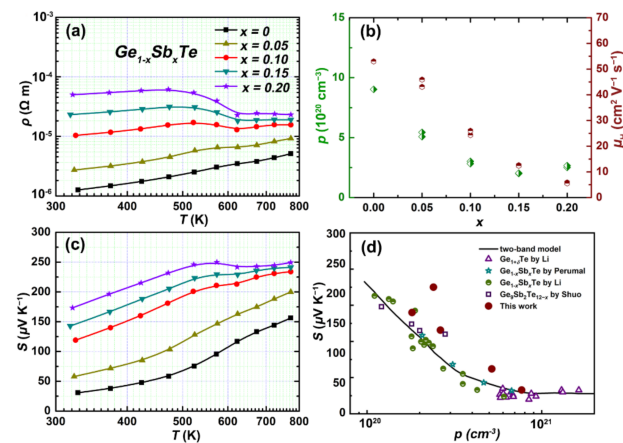 (a)
Ge1-xSbxTe
x = 0
x = 0.05
x = 0.10
x = 0.15
x = 0.20
ρ (Ω m)
10⁻³
10⁻⁴
10⁻⁵
10⁻⁶
300 400 500 600 700 800
T (K)
(b)
p (10²⁰ cm⁻³)
15
10
5
0
70
60
50
40
30
20
10
0
μH (cm² V⁻¹ s⁻¹)
0.00 0.05 0.10 0.15 0.20
x
(c)
S (μV K⁻¹)
300
250
200
150
100
50
0
300 400 500 600 700 800
T (K)
(d)
two-band model
Ge1+xTe by Li
Ge1-xSbxTe by Perumal
Ge1-xSbxTe by Li
Ge9Sb2Te12-x by Shuo
This work
S (μV K⁻¹)
350
300
250
200
150
100
50
0
10²⁰ 10²¹
p (cm⁻³)